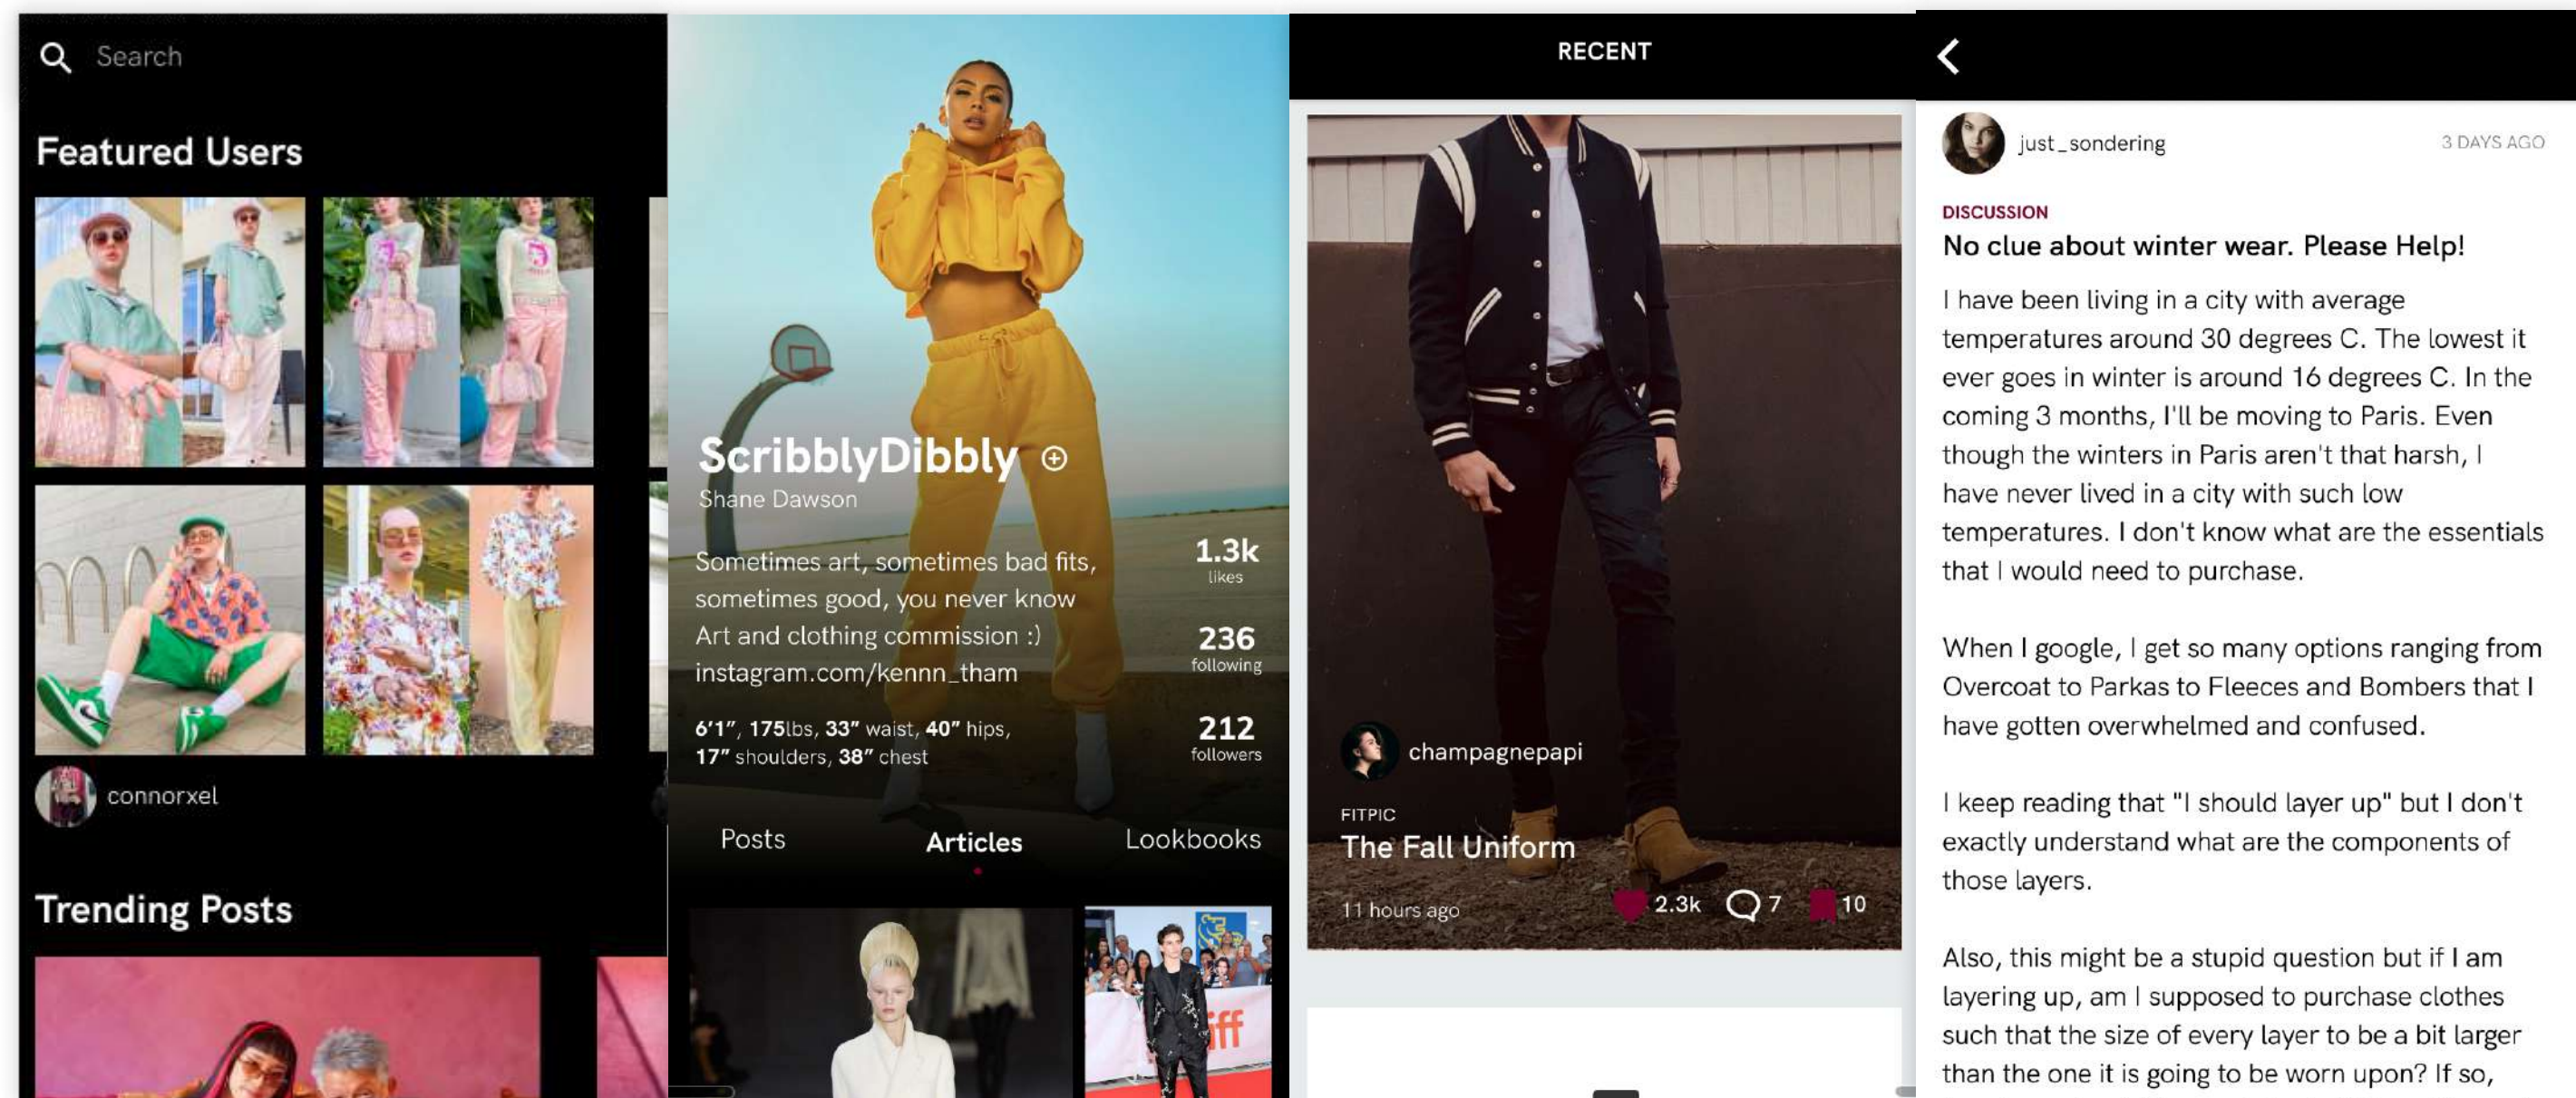 Search
Featured Users
connorxel
Trending Posts
ScribblyDibbly
Shane Dawson
Sometimes art, sometimes bad fits,
sometimes good, you never know
Art and clothing commission :)
instagram.com/kennn_tham
6'1", 175lbs, 33" waist, 40" hips,
17" shoulders, 38" chest
1.3k
likes
236
following
212
followers
Posts
Articles
Lookbooks
iff
RECENT
champagnepapi
FITPIC
The Fall Uniform
11 hours ago
2.3k
7
10
just_sondering
3 DAYS AGO
DISCUSSION
No clue about winter wear. Please Help!
I have been living in a city with average
temperatures around 30 degrees C. The lowest it
ever goes in winter is around 16 degrees C. In the
coming 3 months, I'll be moving to Paris. Even
though the winters in Paris aren't that harsh, I
have never lived in a city with such low
temperatures. I don't know what are the essentials
that I would need to purchase.
When I google, I get so many options ranging from
Overcoat to Parkas to Fleeces and Bombers that I
have gotten overwhelmed and confused.
I keep reading that "I should layer up" but I don't
exactly understand what are the components of
those layers.
Also, this might be a stupid question but if I am
layering up, am I supposed to purchase clothes
such that the size of every layer to be a bit larger
than the one it is going to be worn upon? If so,